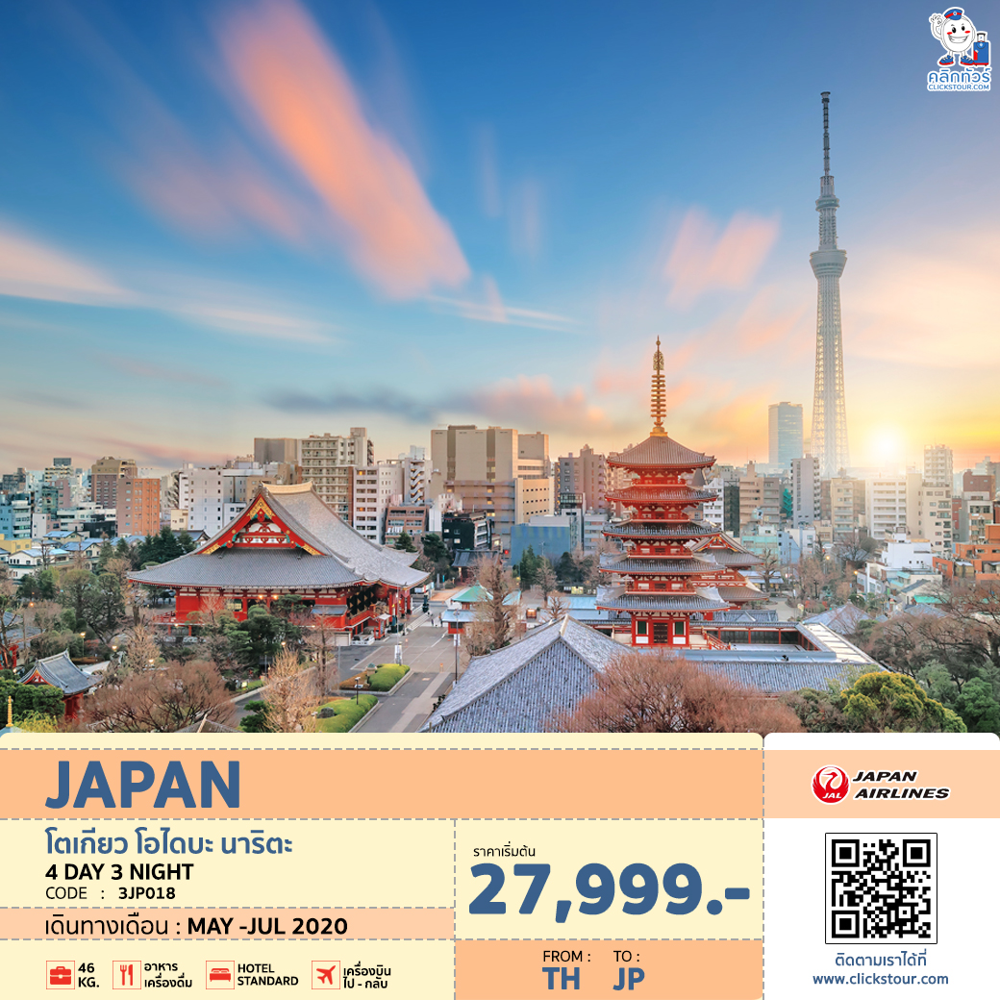 คลิกทัวร์
CLICKSTOUR.COM
JAPAN
โตเกียว โอไดบะ นาริตะ
4 DAY 3 NIGHT
CODE : 3JP018
เดินทางเดือน : MAY -JUL 2020
46
KG.
อาหาร
เครื่องดื่ม
HOTEL
STANDARD
เครื่องบิน
ไป - กลับ
ราคาเริ่มต้น
27,999.-
FROM : TO :
TH JP
JAL
JAPAN
AIRLINES
ติดตามเราได้ที่
www.clickstour.com